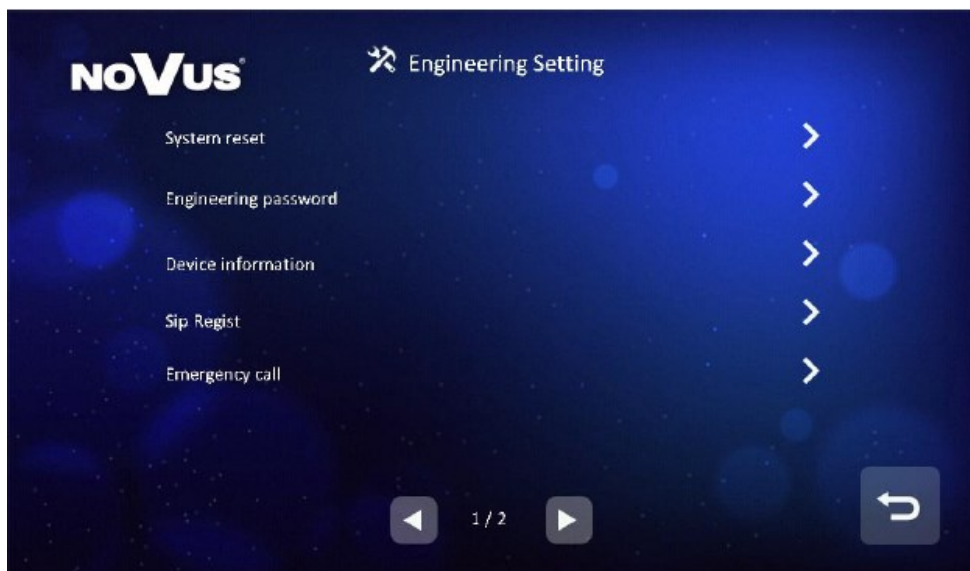 NOVUS®
Engineering Setting
System reset
Engineering password
Device information
Sip Regist
Emergency call
1 / 2